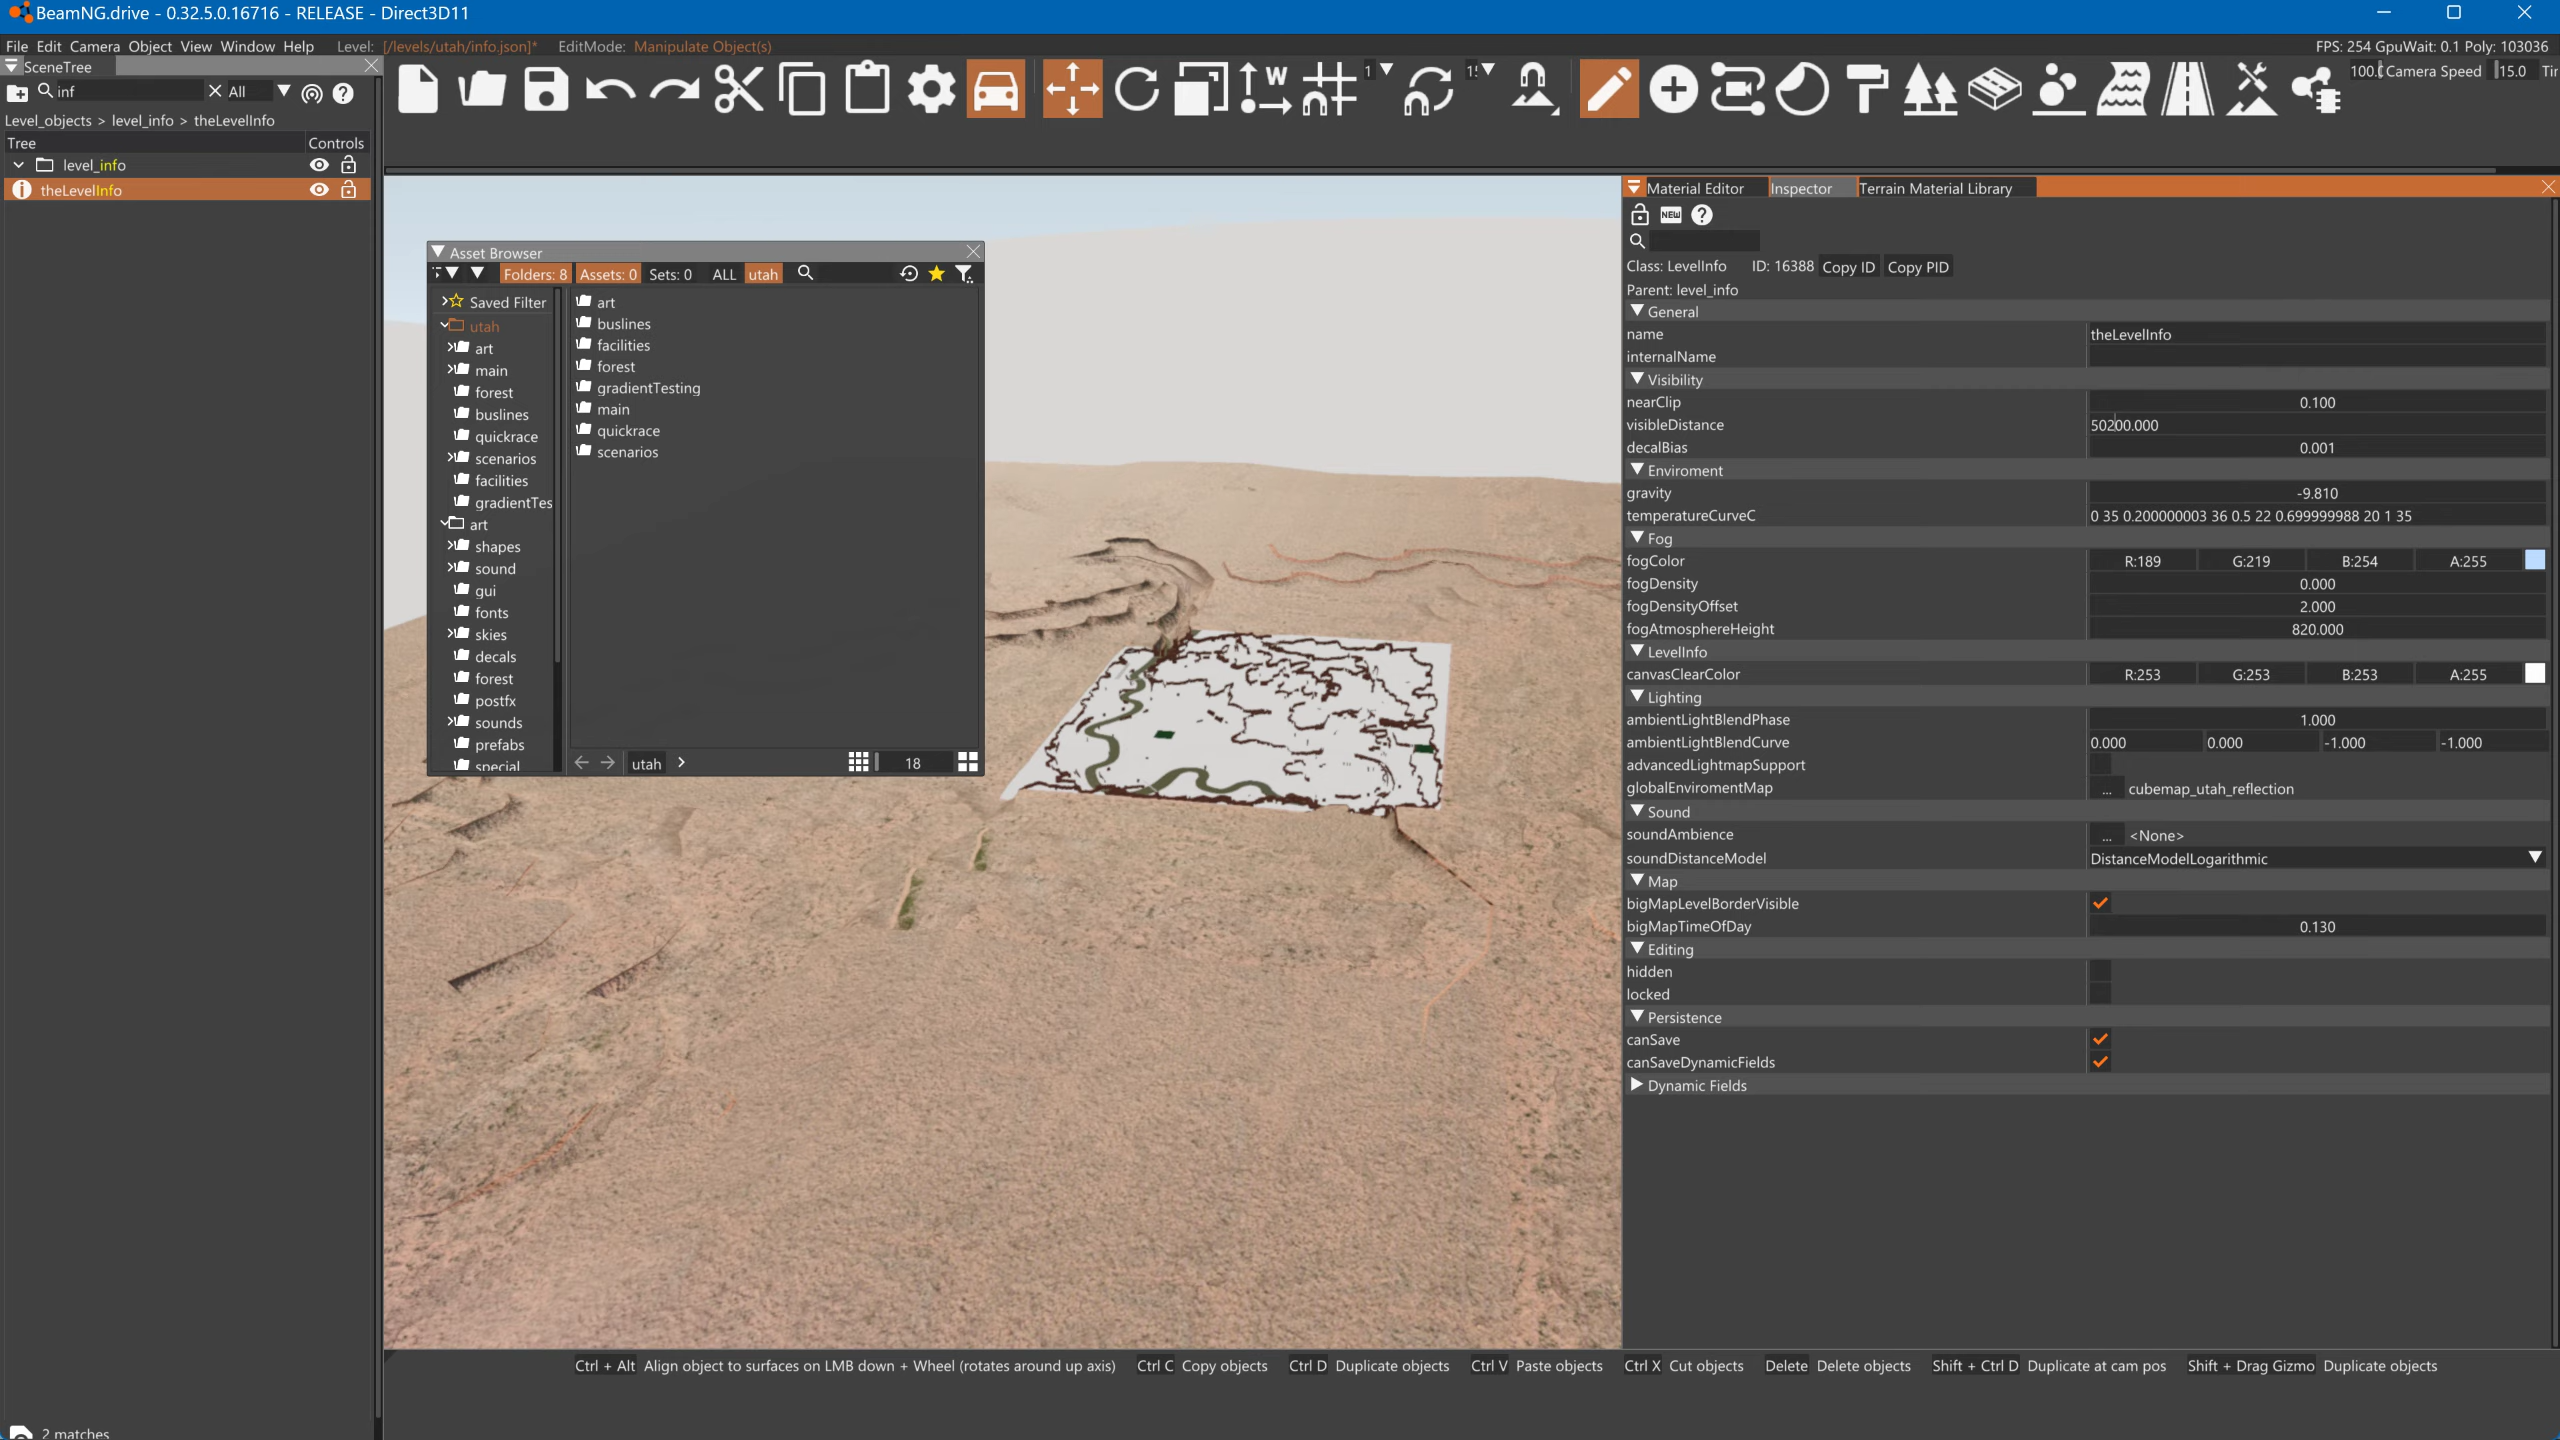 BeamNG.drive - 0.32.5.0.16716 - RELEASE - Direct3D11
File Edit Camera Object View Window Help Level: [/levels/utah/info.json]* EditMode: Manipulate Object(s)
FPS: 254 GpuWait: 0.1 Poly: 103036
SceneTree
inf
All
Level_objects > level_info > theLevelInfo
Tree Controls
level_info
theLevelInfo
2 matches
W
1
100. Camera Speed 15.0
Asset Browser
Folders: 8 Assets: 0 Sets: 0 ALL utah
Saved Filter
utah
art
main
forest
buslines
quickrace
scenarios
facilities
gradientTes
art
shapes
sound
gui
fonts
skies
decals
forest
postfx
sounds
prefabs
special
art
buslines
facilities
forest
gradientTesting
main
quickrace
scenarios
utah
18
Material Editor Inspector Terrain Material Library
NEW
Class: LevelInfo ID: 16388 Copy ID Copy PID
Parent: level_info
General
name theLevelInfo
internalName
Visibility
nearClip 0.100
visibleDistance 50200.000
decalBias 0.001
Enviroment
gravity -9.810
temperatureCurveC 0 35 0.200000003 36 0.5 22 0.699999988 20 1 35
Fog
fogColor R:189 G:219 B:254 A:255
fogDensity 0.000
fogDensityOffset 2.000
fogAtmosphereHeight 820.000
LevelInfo
canvasClearColor R:253 G:253 B:253 A:255
Lighting
ambientLightBlendPhase 1.000
ambientLightBlendCurve 0.000 0.000 -1.000 -1.000
advancedLightmapSupport
globalEnviromentMap ... cubemap_utah_reflection
Sound
soundAmbience ... <None>
soundDistanceModel DistanceModelLogarithmic
Map
bigMapLevelBorderVisible
bigMapTimeOfDay 0.130
Editing
hidden
locked
Persistence
canSave
canSaveDynamicFields
Dynamic Fields
Ctrl + Alt Align object to surfaces on LMB down + Wheel (rotates around up axis) Ctrl C Copy objects Ctrl D Duplicate objects Ctrl V Paste objects Ctrl X Cut objects Delete Delete objects Shift + Ctrl D Duplicate at cam pos Shift + Drag Gizmo Duplicate objects